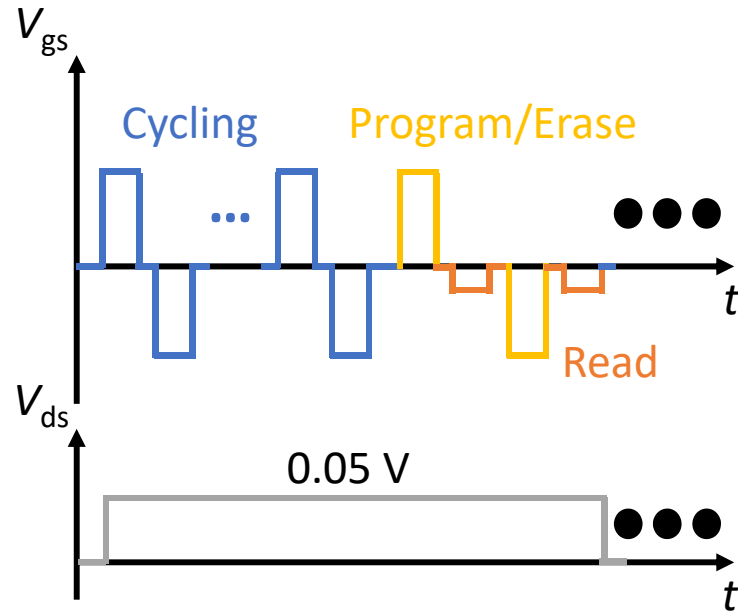 Vgs
Cycling
Program/Erase
...
●●●
t
Read
Vds
0.05 V
●●●
t